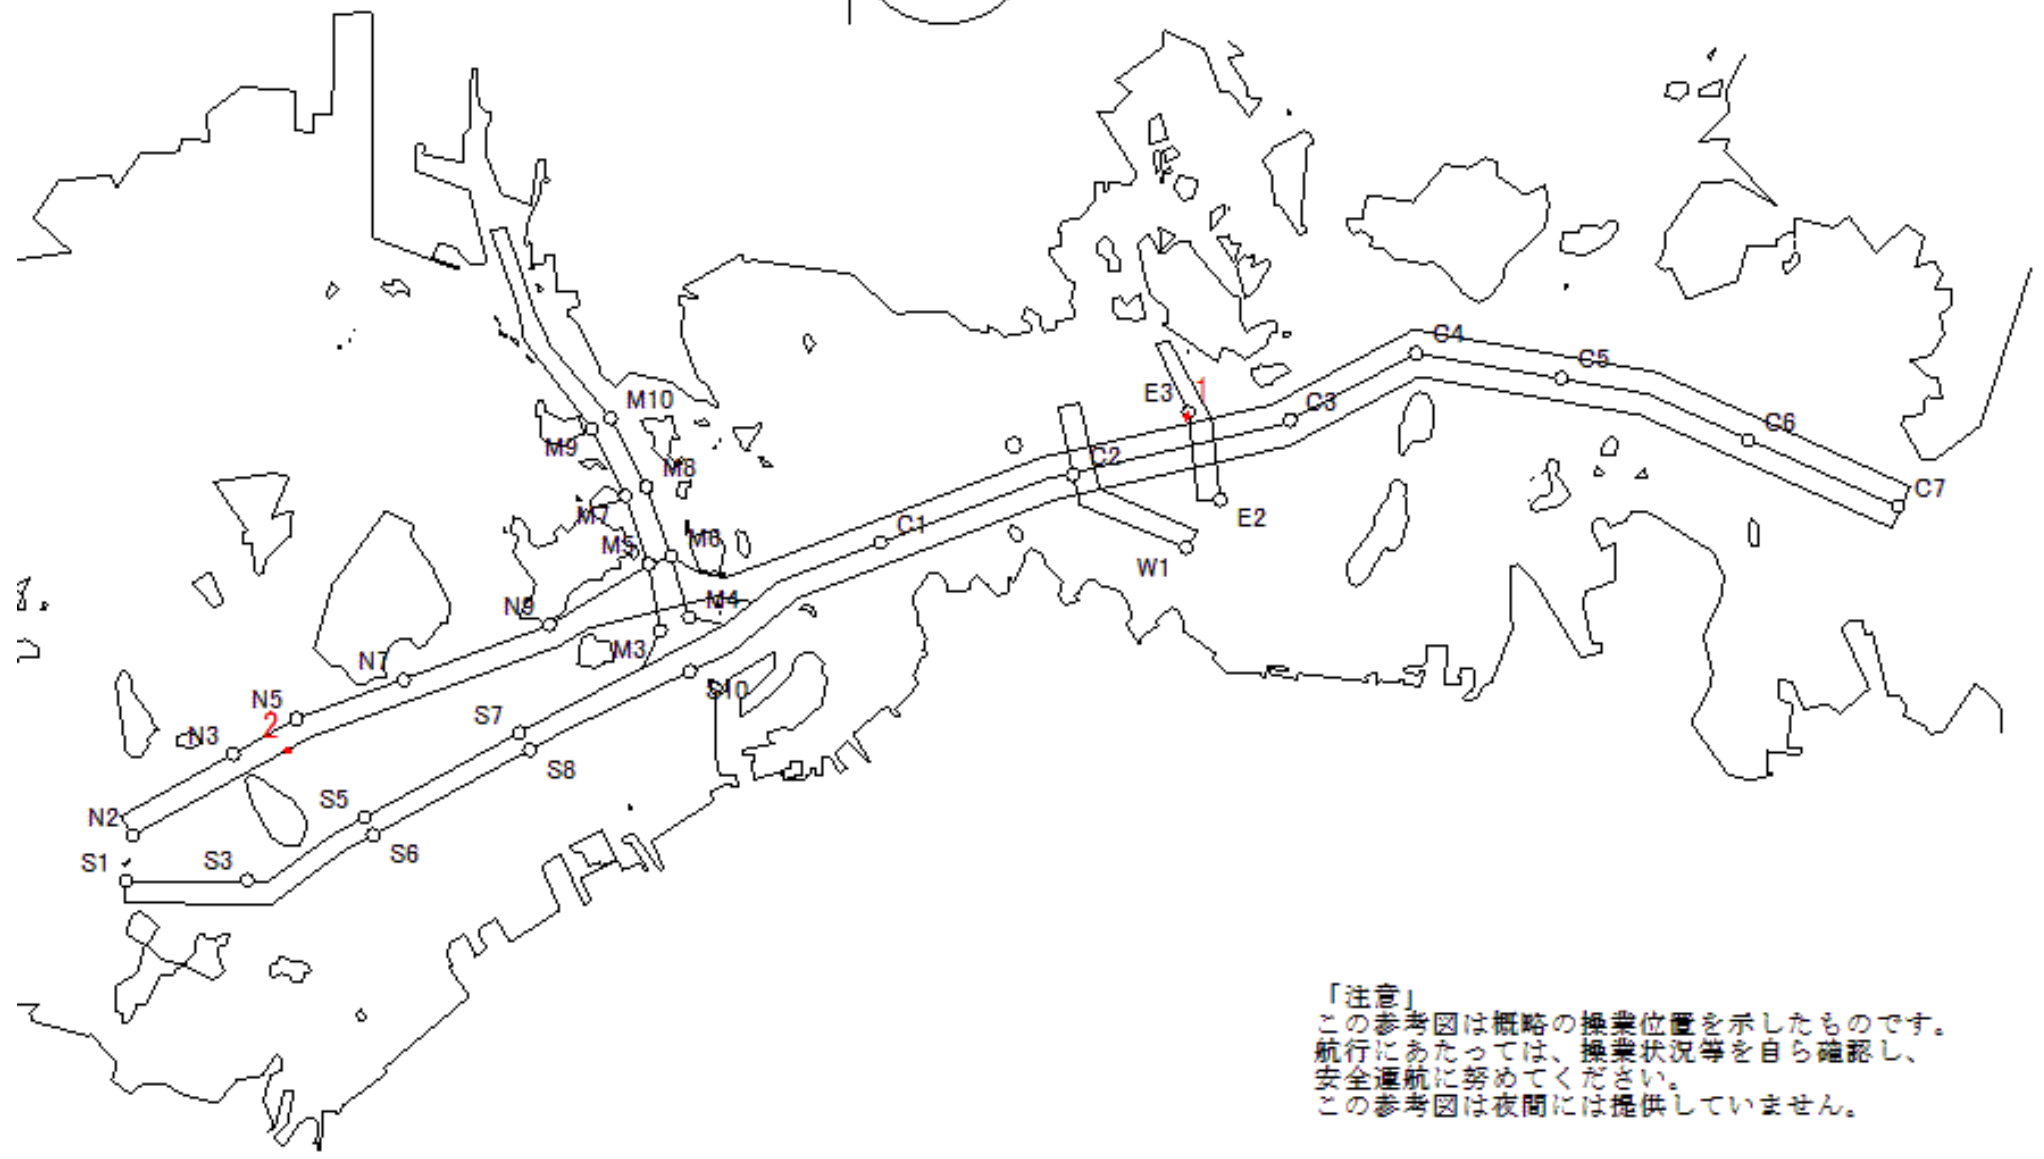 C4
C5
E3
1
M10
C3
C6
M9
C2
M8
C7
M7
E2
C1
M5
M6
W1
N9
M4
M3
N7
S10
N5
S7
2
N3
S8
S5
N2
S6
S1
S3
「注意」
この参考図は概略の操業位置を示したものです。
航行にあたっては、操業状況等を自ら確認し、
安全運航に努めてください。
この参考図は夜間には提供していません。